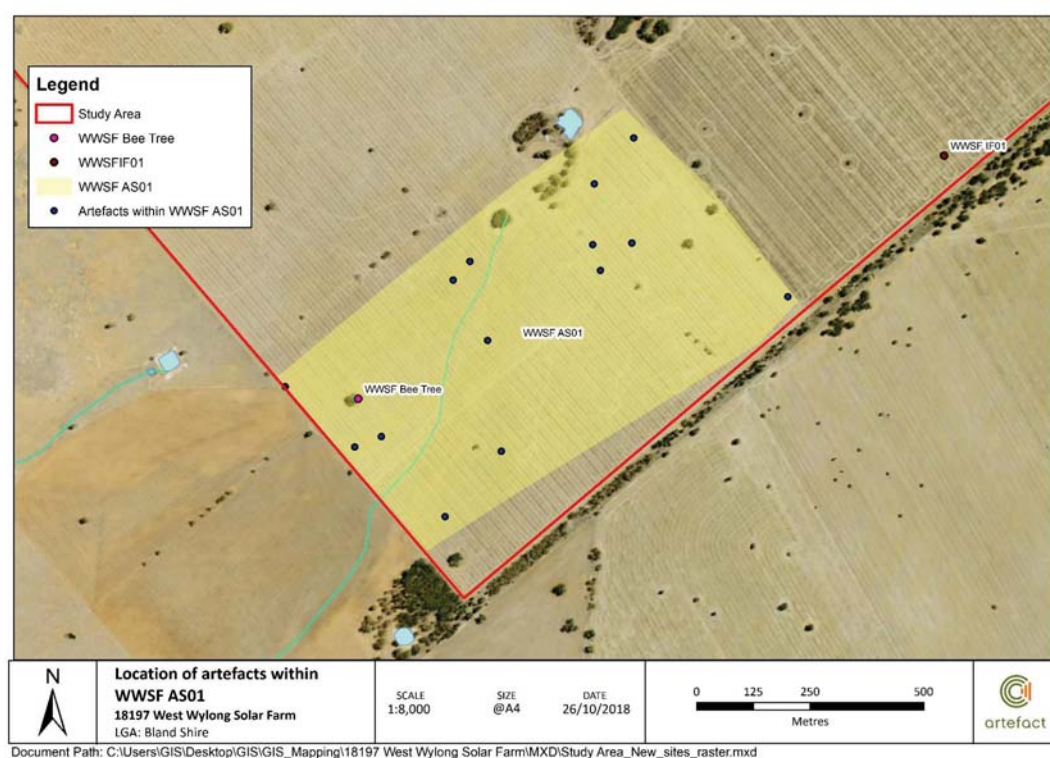 Legend
Study Area
WWSF Bee Tree
WWSFIF01
WWSF AS01
Artefacts within WWSF AS01
WWSF IF01
WWSF AS01
WWSF Bee Tree
N
Location of artefacts within
WWSF AS01
18197 West Wylong Solar Farm
LGA: Bland Shire
SCALE
1:8,000
SIZE
@A4
DATE
26/10/2018
0 125 250 500
Metres
artefact
Document Path: C:\Users\GIS\Desktop\GIS\GIS_Mapping\18197 West Wylong Solar Farm\MXD\Study Area_New_sites_raster.mxd